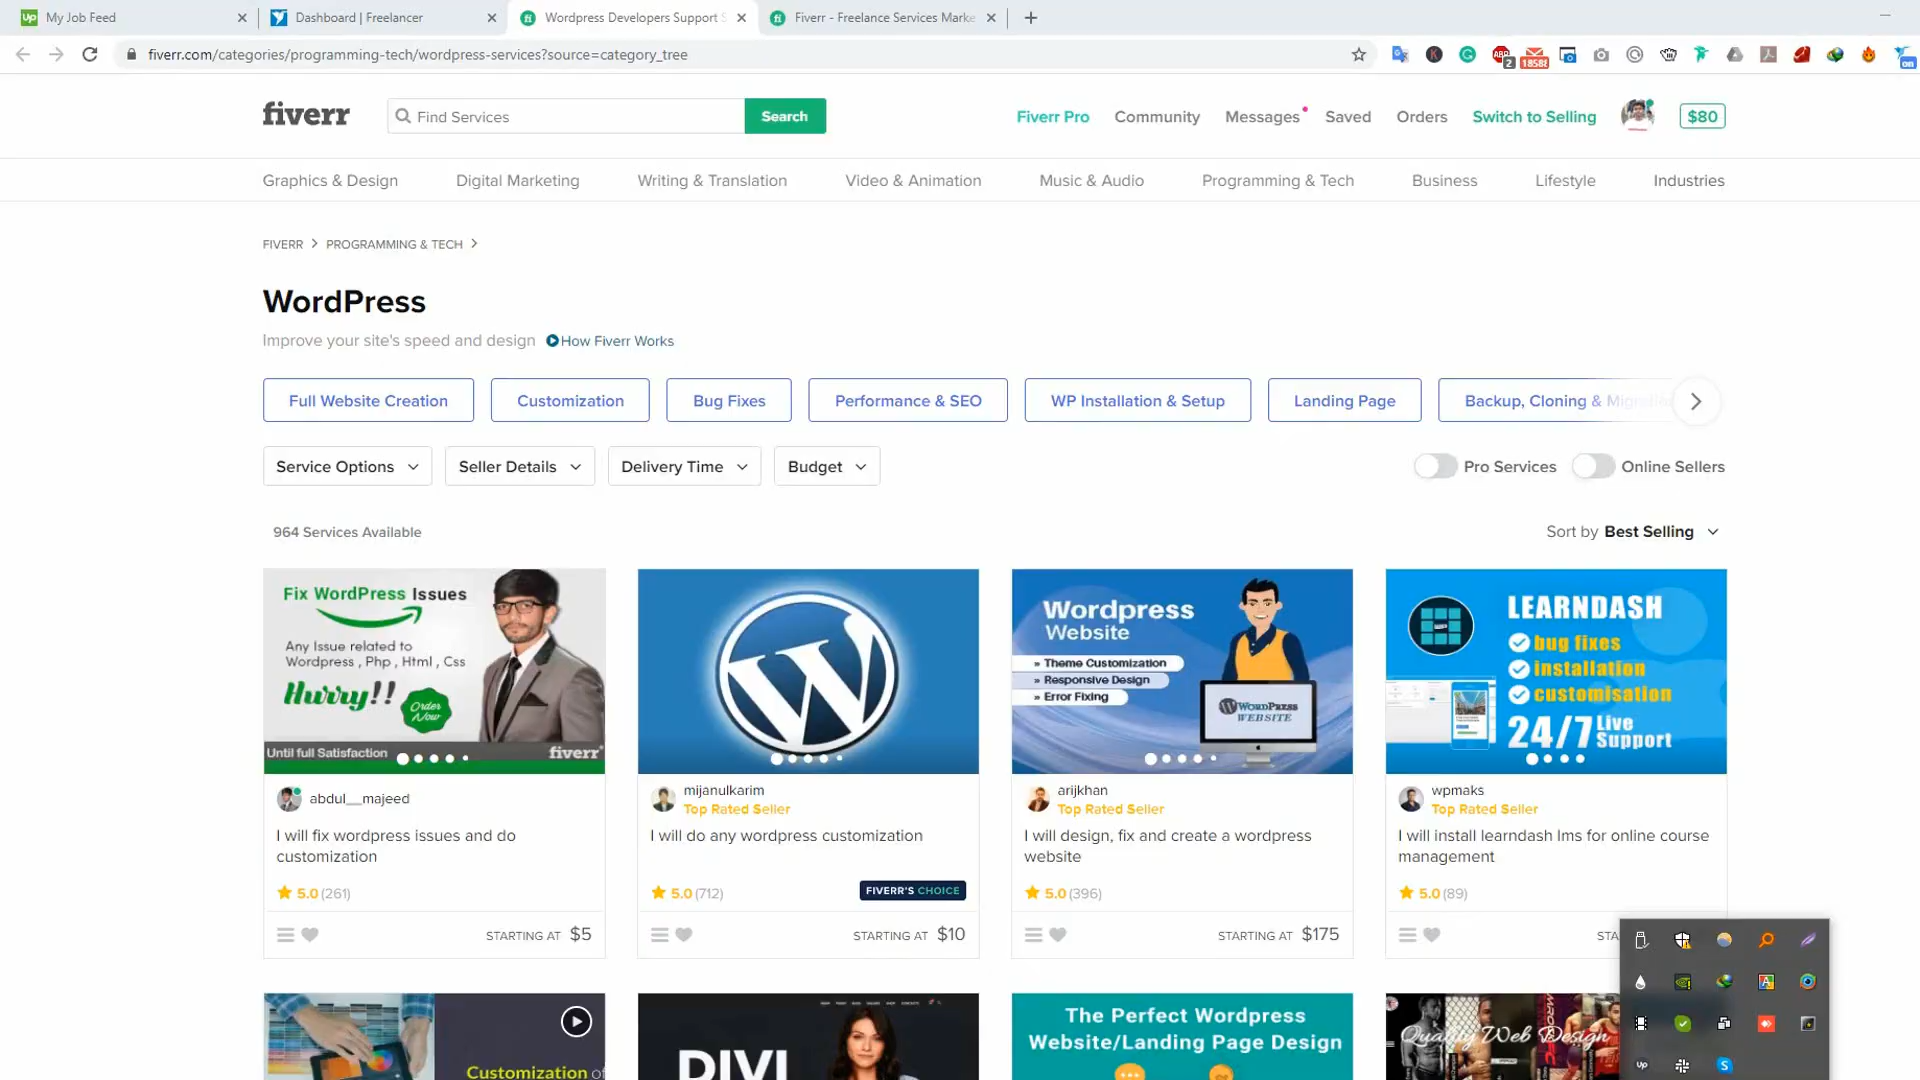 My Job Feed
Dashboard | Freelancer
Wordpress Developers Support S
Fiverr - Freelance Services Marke
fiverr.com/categories/programming-tech/wordpress-services?source=category_tree
ABP
2
1858
on
fiverr
Find Services
Search
Fiverr Pro
Community
Messages
Saved
Orders
Switch to Selling
$80
Graphics & Design
Digital Marketing
Writing & Translation
Video & Animation
Music & Audio
Programming & Tech
Business
Lifestyle
Industries
FIVERR > PROGRAMMING & TECH >
WordPress
Improve your site's speed and design
How Fiverr Works
Full Website Creation
Customization
Bug Fixes
Performance & SEO
WP Installation & Setup
Landing Page
Backup, Cloning & Migration
Service Options
Seller Details
Delivery Time
Budget
Pro Services
Online Sellers
964 Services Available
Sort by Best Selling
Fix WordPress Issues
Any Issue related to
Wordpress , Php , Html , Css
Hurry!!
Order
Now
Until full Satisfaction
fiverr
abdul__majeed
I will fix wordpress issues and do
customization
5.0 (261)
STARTING AT $5
mijanulkarim
Top Rated Seller
I will do any wordpress customization
5.0 (712)
FIVERR'S CHOICE
STARTING AT $10
Wordpress
Website
» Theme Customization
» Responsive Design
» Error Fixing
WORDPRESS
WEBSITE
arijkhan
Top Rated Seller
I will design, fix and create a wordpress
website
5.0 (396)
STARTING AT $175
LEARNDASH
bug fixes
installation
customisation
24/7 Live
Support
wpmaks
Top Rated Seller
I will install learndash lms for online course
management
5.0 (89)
STA
Customization of
DIVI
The Perfect Wordpress
Website/Landing Page Design
Quality Web Design